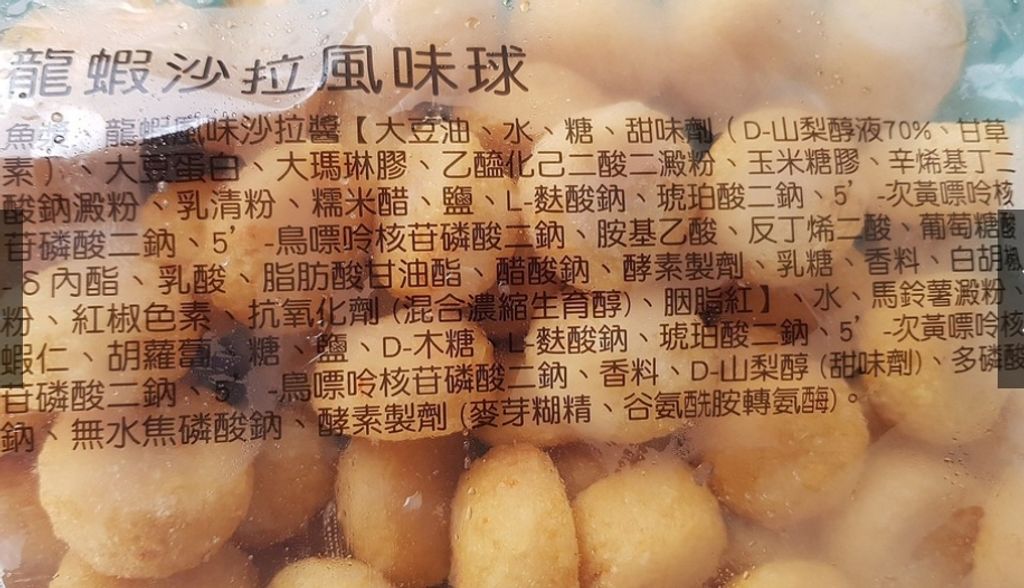 龍蝦沙拉風味球
魚漿、龍蝦風味沙拉醬【大豆油、水、糖、甜味劑（D-山梨醇液70%、甘草
素）、大豆蛋白、大瑪琳膠、乙醯化己二酸二澱粉、玉米糖膠、辛烯基丁二
酸鈉澱粉、乳清粉、糯米醋、鹽、L-麩酸鈉、琥珀酸二鈉、5’-次黃嘌呤核
苷磷酸二鈉、5’-鳥嘌呤核苷磷酸二鈉、胺基乙酸、反丁烯二酸、葡萄糖酸
-δ內酯、乳酸、脂肪酸甘油酯、醋酸鈉、酵素製劑、乳糖、香料、白胡椒
粉、紅椒色素、抗氧化劑(混合濃縮生育醇)、胭脂紅】、水、馬鈴薯澱粉、
蝦仁、胡蘿蔔、糖、鹽、D-木糖、L-麩酸鈉、琥珀酸二鈉、5’-次黃嘌呤核
苷磷酸二鈉、5’-鳥嘌呤核苷磷酸二鈉、香料、D-山梨醇(甜味劑)、多磷酸
鈉、無水焦磷酸鈉、酵素製劑(麥芽糊精、谷氨酰胺轉氨酶)。